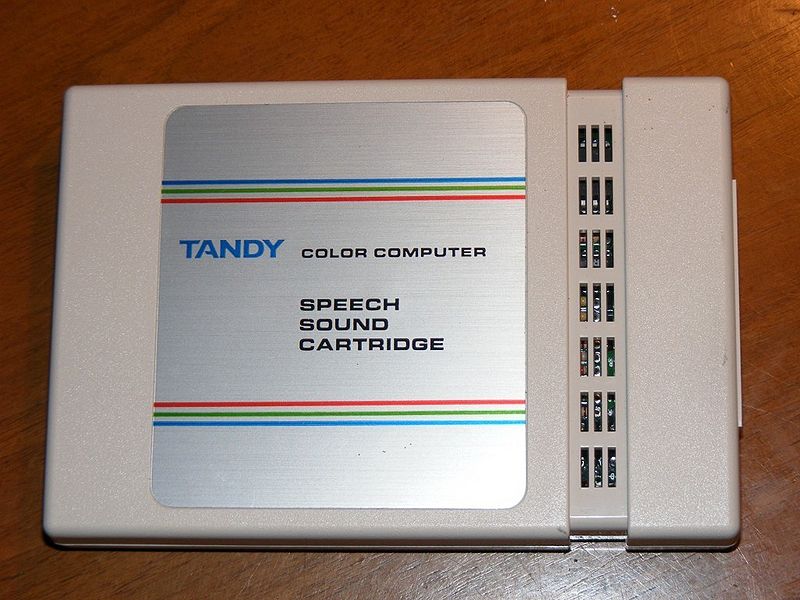 TANDY COLOR COMPUTER
SPEECH
SOUND
CARTRIDGE